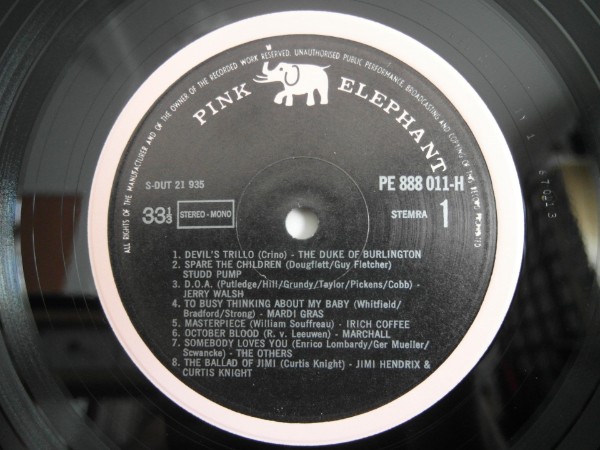 ALL RIGHTS OF THE MANUFACTURER AND OF THE OWNER OF THE RECORDED WORK RESERVED. UNAUTHORISED PUBLIC PERFORMANCE, BROADCASTING AND COPYING OF THIS RECORD
PINK ELEPHANT
S-DUT 21 935
PE 888 011-H
33⅓
STEREO - MONO
STEMRA
1
1. DEVIL'S TRILLO (Crino) - THE DUKE OF BURLINGTON
2. SPARE THE CHILDREN (Dougflett/Guy Fletcher)
STUDD PUMP
3. D.O.A. (Putledge/Hill/Grundy/Taylor/Pickens/Cobb) -
JERRY WALSH
4. TO BUSY THINKING ABOUT MY BABY (Whitfield/
Bradford/Strong) - MARDI GRAS
5. MASTERPIECE (William Souffreau) - IRICH COFFEE
6. OCTOBER BLOOD (R. v. Leeuwen) - MARCHALL
7. SOMEBODY LOVES YOU (Enrico Lombardy/Ger Mueller/
Scwancke) - THE OTHERS
8. THE BALLAD OF JIMI (Curtis Knight) - JIMI HENDRIX &
CURTIS KNIGHT